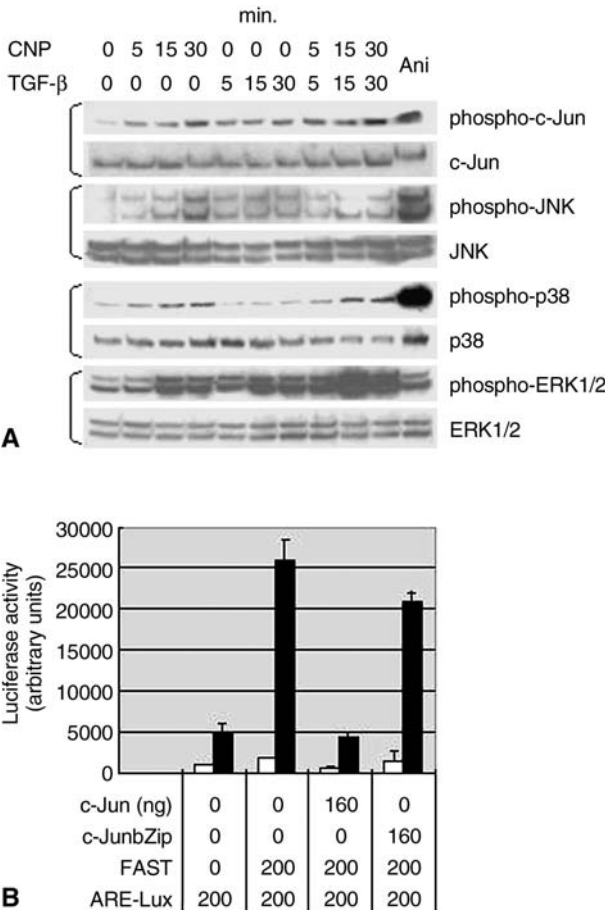 min.
CNP 0 5 15 30 0 0 0 5 15 30 Ani
TGF-β 0 0 0 0 5 15 30 5 15 30
phospho-c-Jun
c-Jun
phospho-JNK
JNK
phospho-p38
p38
phospho-ERK1/2
ERK1/2
A
Luciferase activity
(arbitrary units)
30000
25000
20000
15000
10000
5000
0
c-Jun (ng) 0 0 160 0
c-JunbZip 0 0 0 160
FAST 0 200 200 200
ARE-Lux 200 200 200 200
B